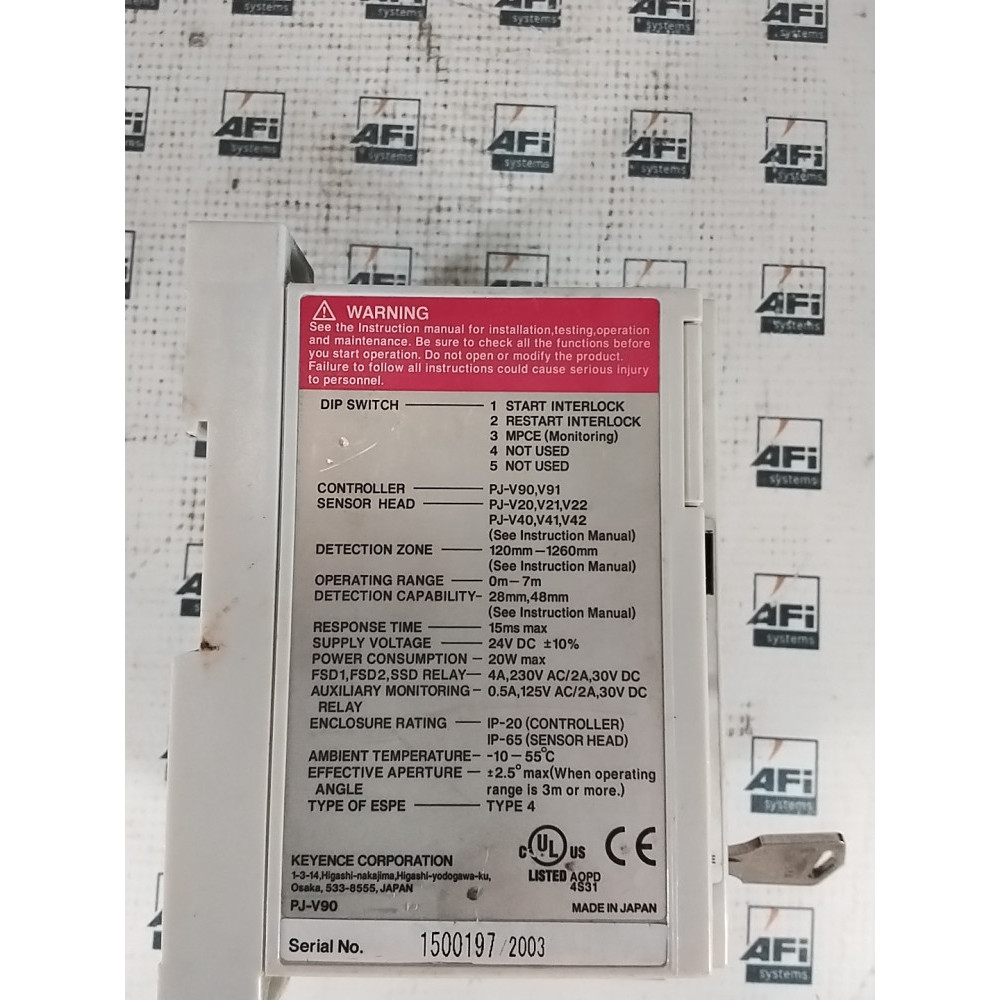 AFi
systems
WARNING
See the Instruction manual for installation,testing,operation
and maintenance. Be sure to check all the functions before
you start operation. Do not open or modify the product.
Failure to follow all instructions could cause serious injury
to personnel.
DIP SWITCH 1 START INTERLOCK
2 RESTART INTERLOCK
3 MPCE (Monitoring)
4 NOT USED
5 NOT USED
CONTROLLER PJ-V90,V91
SENSOR HEAD PJ-V20,V21,V22
PJ-V40,V41,V42
(See Instruction Manual)
DETECTION ZONE 120mm—1260mm
(See Instruction Manual)
OPERATING RANGE 0m—7m
DETECTION CAPABILITY 28mm,48mm
(See Instruction Manual)
RESPONSE TIME 15ms max
SUPPLY VOLTAGE 24V DC ±10%
POWER CONSUMPTION 20W max
FSD1,FSD2,SSD RELAY 4A,230V AC/2A,30V DC
AUXILIARY MONITORING 0.5A,125V AC/2A,30V DC
RELAY
ENCLOSURE RATING IP-20 (CONTROLLER)
IP-65 (SENSOR HEAD)
AMBIENT TEMPERATURE -10 — 55°C
EFFECTIVE APERTURE ±2.5° max(When operating
ANGLE range is 3m or more.)
TYPE OF ESPE TYPE 4
C UL US CE
LISTED AOPD
4S31
KEYENCE CORPORATION
1-3-14,Higashi-nakajima,Higashi-yodogawa-ku,
Osaka, 533-8555, JAPAN
PJ-V90 MADE IN JAPAN
Serial No. 1500197/2003